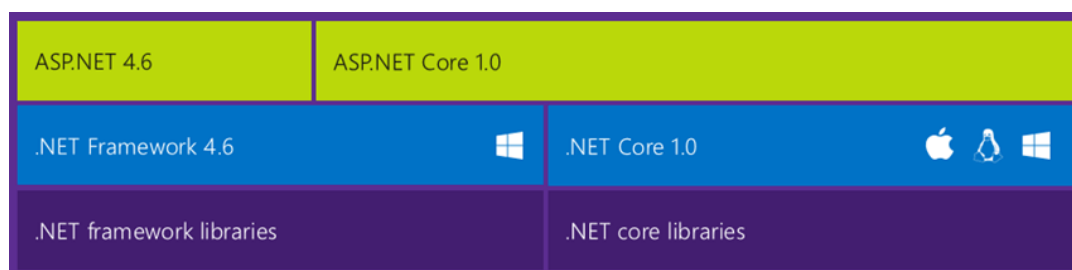 ASP.NET 4.6
ASP.NET Core 1.0
.NET Framework 4.6
.NET Core 1.0
.NET framework libraries
.NET core libraries